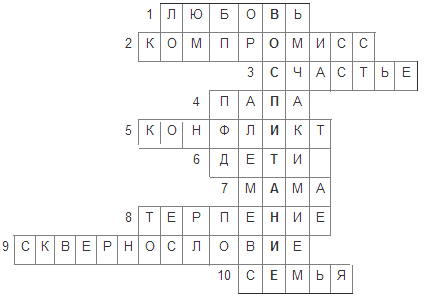 1 ЛЮБОВЬ
2 КОМПРОМИСС
3 СЧАСТЬЕ
4 ПАПА
5 КОНФЛИКТ
6 ДЕТИ
7 МАМА
8 ТЕРПЕНИЕ
9 СКВЕРНОСЛОВИЕ
10 СЕМЬЯ